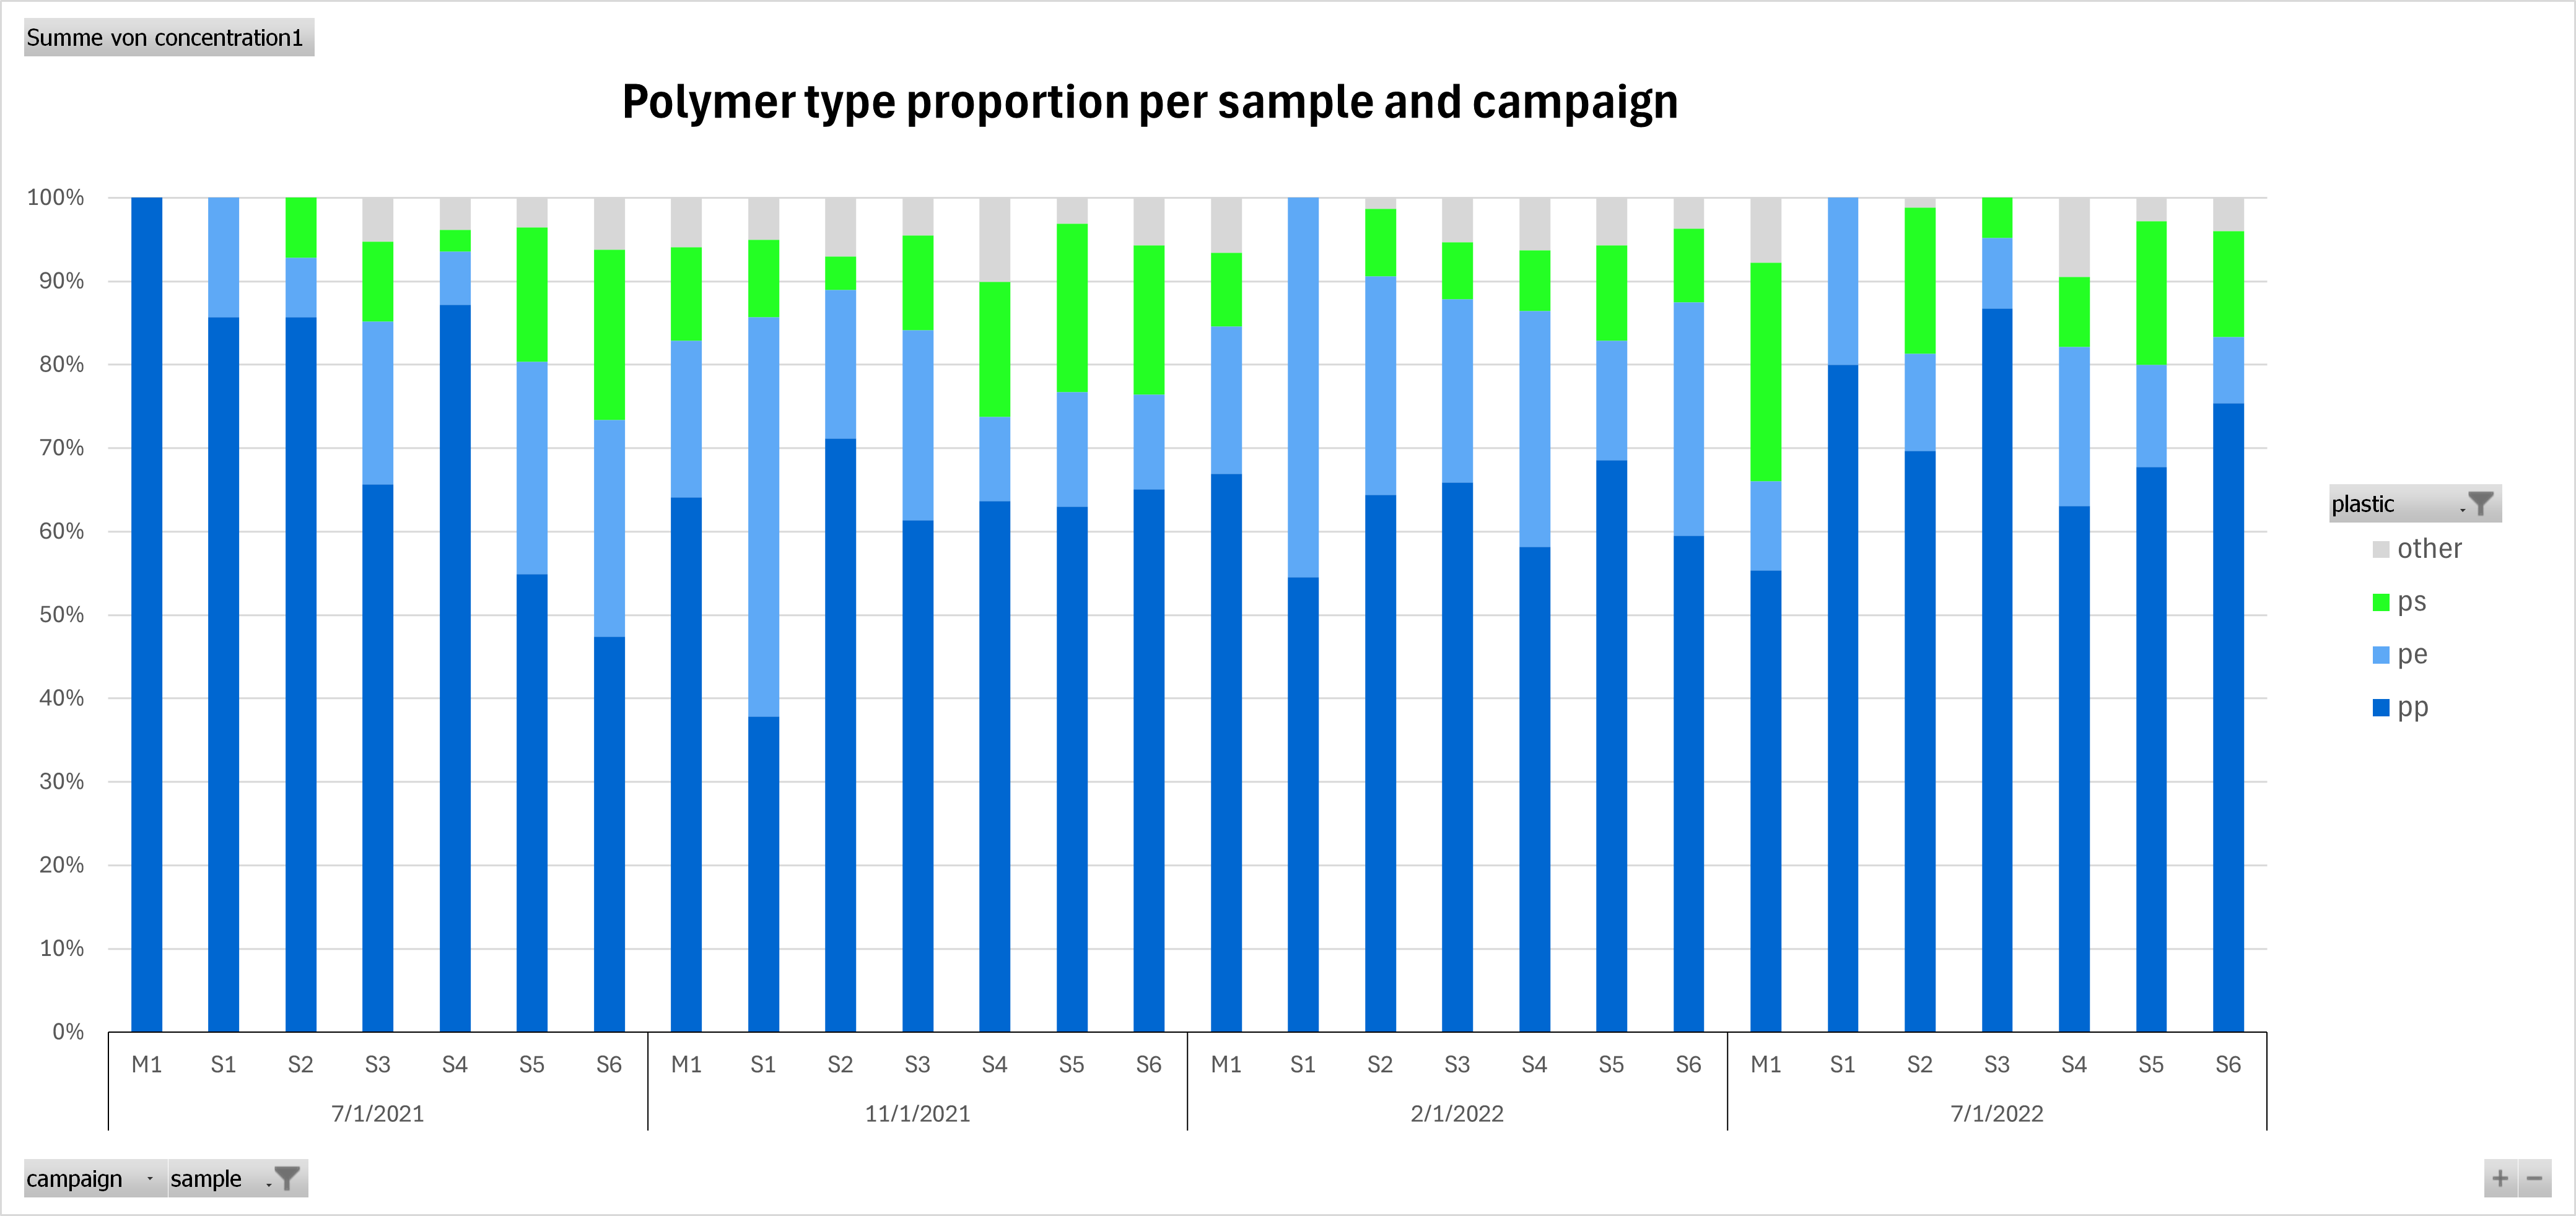 Summe von concentration1
Polymer type proportion per sample and campaign
100%
90%
80%
70%
60%
50%
40%
30%
20%
10%
0%
M1 S1 S2 S3 S4 S5 S6 M1 S1 S2 S3 S4 S5 S6 M1 S1 S2 S3 S4 S5 S6 M1 S1 S2 S3 S4 S5 S6
7/1/2021 11/1/2021 2/1/2022 7/1/2022
plastic
other
ps
pe
pp
campaign sample
+ −